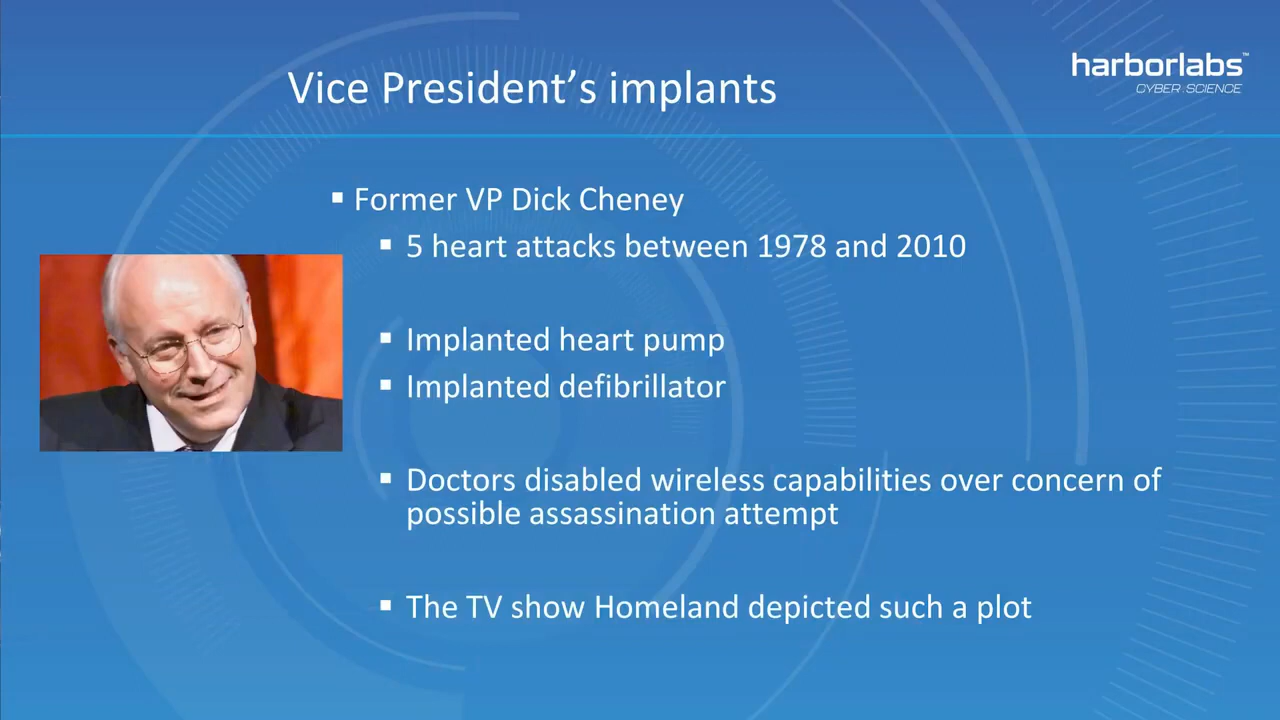 Vice President’s implants
harborlabs™
CYBER SCIENCE
▪ Former VP Dick Cheney
▪ 5 heart attacks between 1978 and 2010
▪ Implanted heart pump
▪ Implanted defibrillator
▪ Doctors disabled wireless capabilities over concern of
possible assassination attempt
▪ The TV show Homeland depicted such a plot